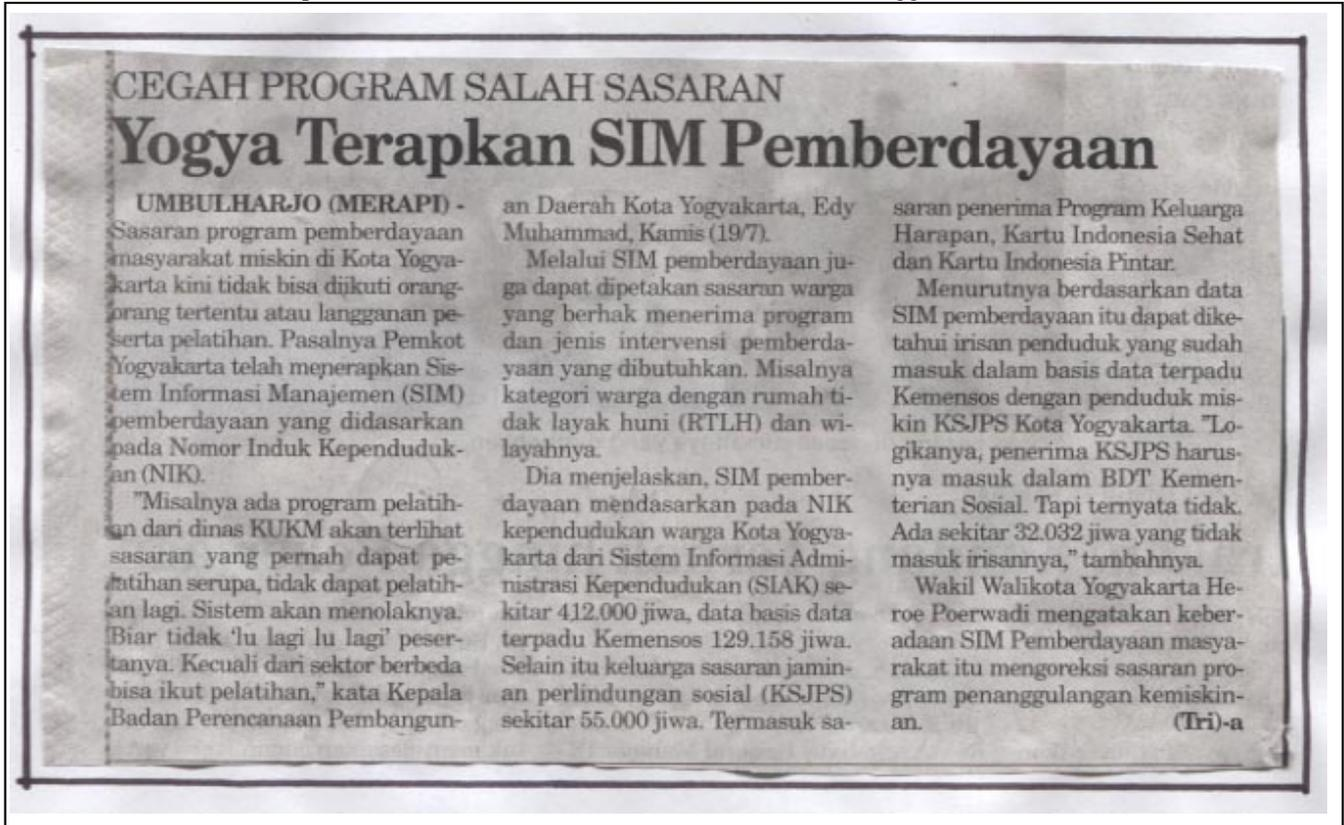 CEGAH PROGRAM SALAH SASARAN
Yogya Terapkan SIM Pemberdayaan
UMBULHARJO (MERAPI) -
Sasaran program pemberdayaan
masyarakat miskin di Kota Yogya-
karta kini tidak bisa diikuti orang-
orang tertentu atau langganan pe-
serta pelatihan. Pasalnya Pemkot
Yogyakarta telah menerapkan Sis-
tem Informasi Manajemen (SIM)
pemberdayaan yang didasarkan
pada Nomor Induk Kependuduk-
an (NIK).
"Misalnya ada program pelatih-
an dari dinas KUKM akan terlihat
sasaran yang pernah dapat pe-
latihan serupa, tidak dapat pelatih-
an lagi. Sistem akan menolaknya.
Biar tidak 'lu lagi lu lagi' peser-
tanya. Kecuali dari sektor berbeda
bisa ikut pelatihan," kata Kepala
Badan Perencanaan Pembangun-
an Daerah Kota Yogyakarta, Edy
Muhammad, Kamis (19/7).
Melalui SIM pemberdayaan ju-
ga dapat dipetakan sasaran warga
yang berhak menerima program
dan jenis intervensi pemberda-
yaan yang dibutuhkan. Misalnya
kategori warga dengan rumah ti-
dak layak huni (RTLH) dan wi-
layahnya.
Dia menjelaskan, SIM pember-
dayaan mendasarkan pada NIK
kependudukan warga Kota Yogya-
karta dari Sistem Informasi Admi-
nistrasi Kependudukan (SIAK) se-
kitar 412.000 jiwa, data basis data
terpadu Kemensos 129.158 jiwa.
Selain itu keluarga sasaran jamin-
an perlindungan sosial (KSJPS)
sekitar 55.000 jiwa. Termasuk sa-
saran penerima Program Keluarga
Harapan, Kartu Indonesia Sehat
dan Kartu Indonesia Pintar.
Menurutnya berdasarkan data
SIM pemberdayaan itu dapat dike-
tahui irisan penduduk yang sudah
masuk dalam basis data terpadu
Kemensos dengan penduduk mis-
kin KSJPS Kota Yogyakarta. "Lo-
gikanya, penerima KSJPS harus-
nya masuk dalam BDT Kemen-
terian Sosial. Tapi ternyata tidak.
Ada sekitar 32.032 jiwa yang tidak
masuk irisannya," tambahnya.
Wakil Walikota Yogyakarta He-
roe Poerwadi mengatakan keber-
adaan SIM Pemberdayaan masya-
rakat itu mengoreksi sasaran pro-
gram penanggulangan kemiskin-
an. (Tri)-a